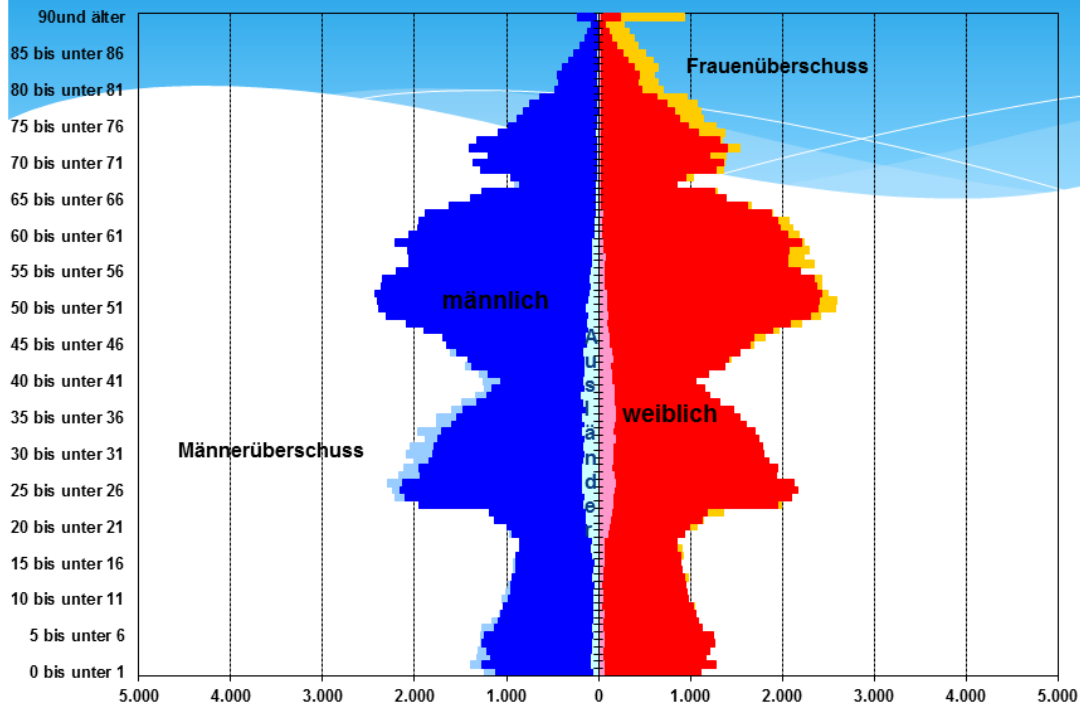 90und älter
85 bis unter 86
Frauenüberschuss
80 bis unter 81
75 bis unter 76
70 bis unter 71
65 bis unter 66
60 bis unter 61
55 bis unter 56
männlich
50 bis unter 51
45 bis unter 46
40 bis unter 41
Ausländer
weiblich
35 bis unter 36
Männerüberschuss
30 bis unter 31
25 bis unter 26
20 bis unter 21
15 bis unter 16
10 bis unter 11
5 bis unter 6
0 bis unter 1
5.000 4.000 3.000 2.000 1.000 0 1.000 2.000 3.000 4.000 5.000